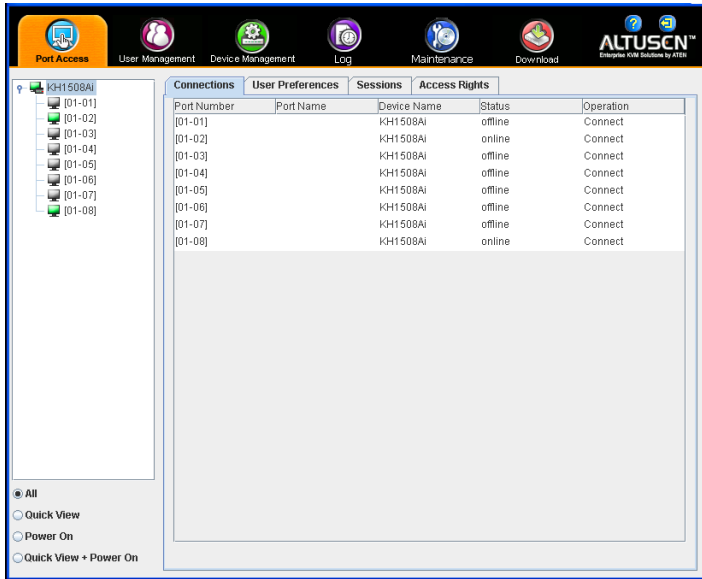 Port Access User Management Device Management Log Maintenance Download
ALTUSEN™
Enterprise KVM Solutions by ATEN
KH1508Ai
[01-01]
[01-02]
[01-03]
[01-04]
[01-05]
[01-06]
[01-07]
[01-08]
All
Quick View
Power On
Quick View + Power On
Connections User Preferences Sessions Access Rights
Port Number Port Name Device Name Status Operation
[01-01] KH1508Ai offline Connect
[01-02] KH1508Ai online Connect
[01-03] KH1508Ai offline Connect
[01-04] KH1508Ai offline Connect
[01-05] KH1508Ai offline Connect
[01-06] KH1508Ai offline Connect
[01-07] KH1508Ai offline Connect
[01-08] KH1508Ai online Connect